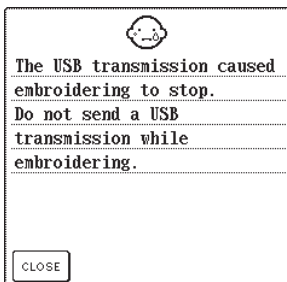 The USB transmission caused
embroidering to stop.
Do not send a USB
transmission while
embroidering.
CLOSE